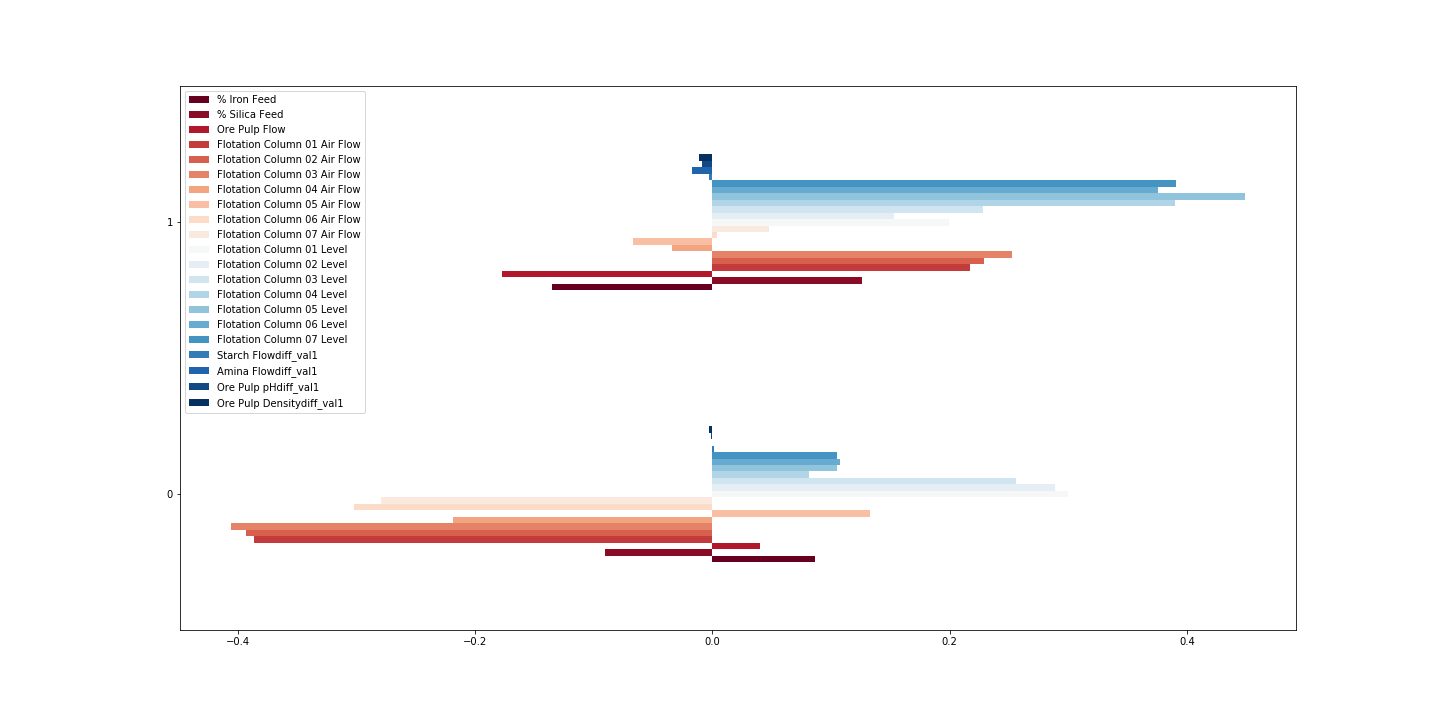 % Iron Feed
% Silica Feed
Ore Pulp Flow
Flotation Column 01 Air Flow
Flotation Column 02 Air Flow
Flotation Column 03 Air Flow
Flotation Column 04 Air Flow
Flotation Column 05 Air Flow
Flotation Column 06 Air Flow
Flotation Column 07 Air Flow
Flotation Column 01 Level
Flotation Column 02 Level
Flotation Column 03 Level
Flotation Column 04 Level
Flotation Column 05 Level
Flotation Column 06 Level
Flotation Column 07 Level
Starch Flowdiff_val1
Amina Flowdiff_val1
Ore Pulp pHdiff_val1
Ore Pulp Densitydiff_val1
1
0
−0.4 −0.2 0.0 0.2 0.4